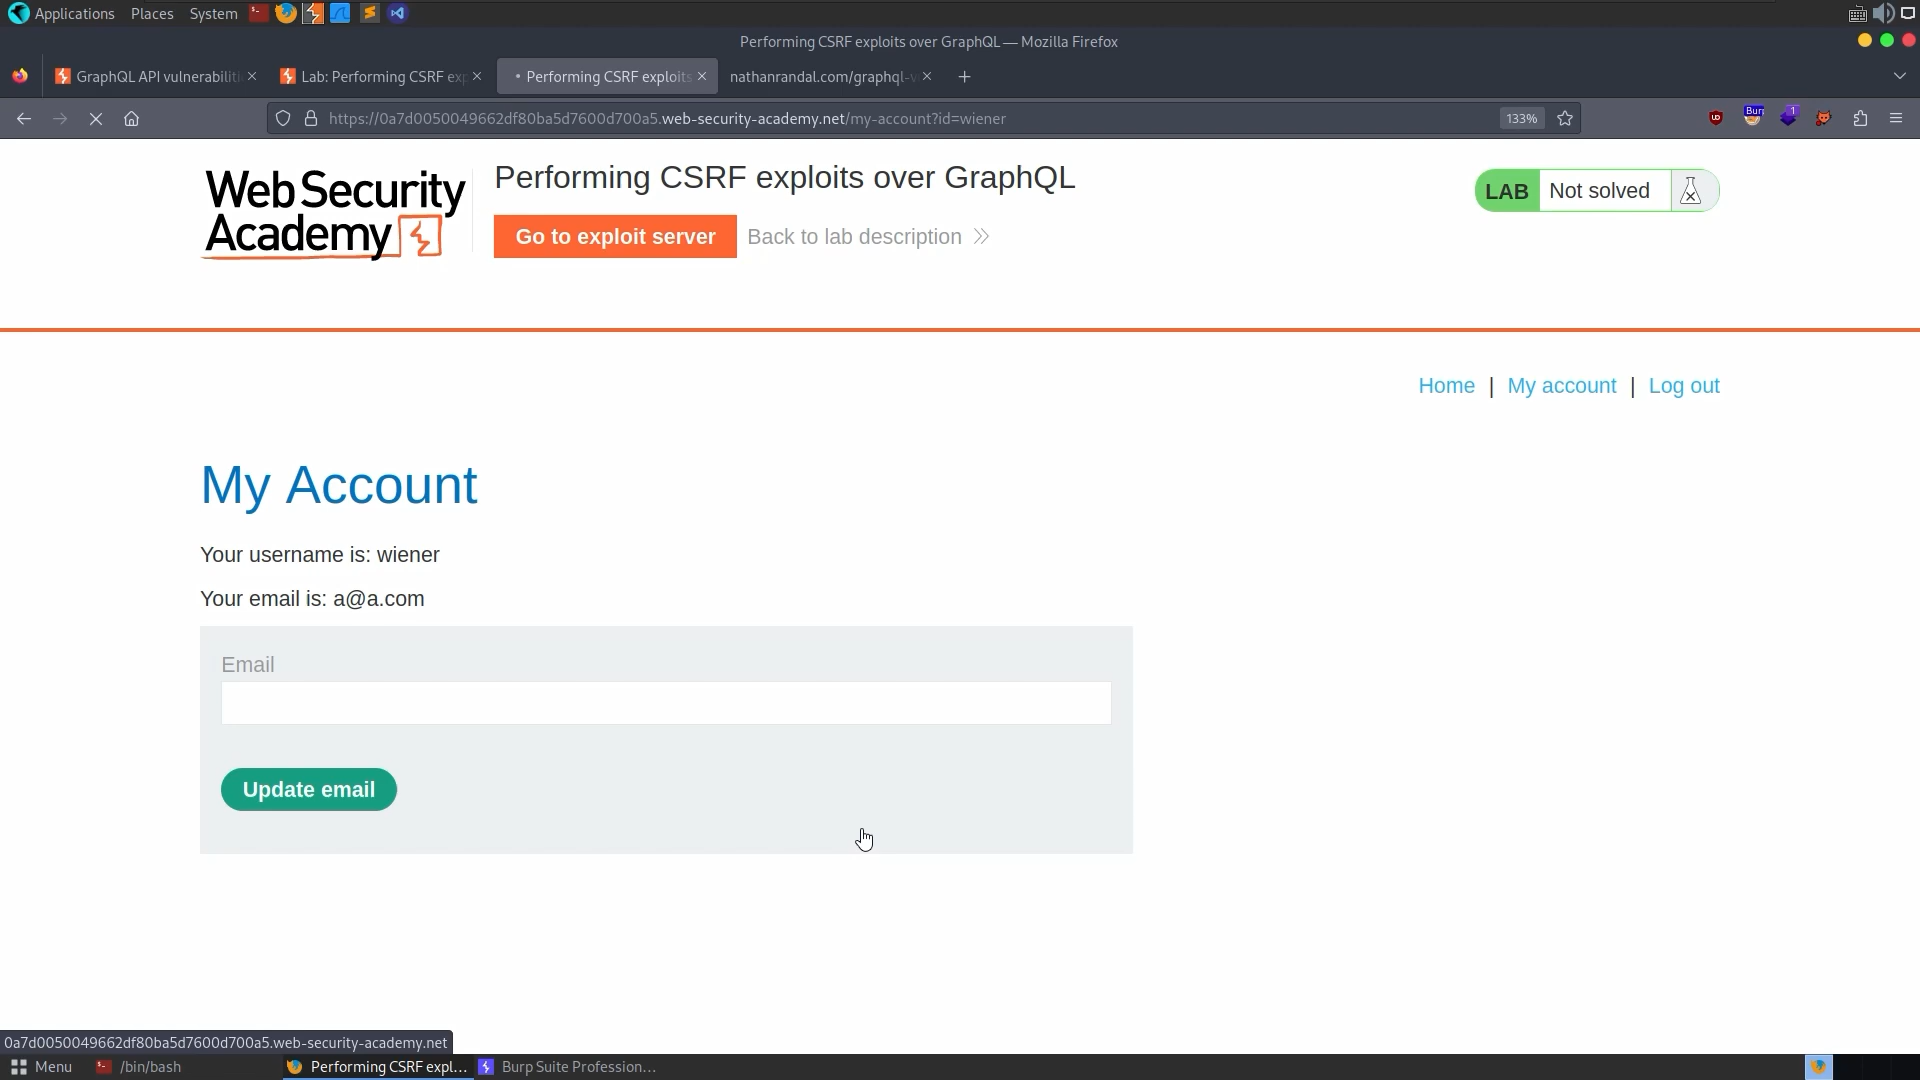 Applications Places System
Performing CSRF exploits over GraphQL — Mozilla Firefox
GraphQL API vulnerabiliti
Lab: Performing CSRF exp
Performing CSRF exploits
nathanrandal.com/graphql-v
https://0a7d0050049662df80ba5d7600d700a5.web-security-academy.net/my-account?id=wiener
133%
Burp
1
Web Security
Academy
Performing CSRF exploits over GraphQL
Go to exploit server
Back to lab description
LAB
Not solved
Home | My account | Log out
My Account
Your username is: wiener
Your email is: a@a.com
Email
Update email
0a7d0050049662df80ba5d7600d700a5.web-security-academy.net
Menu
/bin/bash
Performing CSRF expl...
Burp Suite Profession...